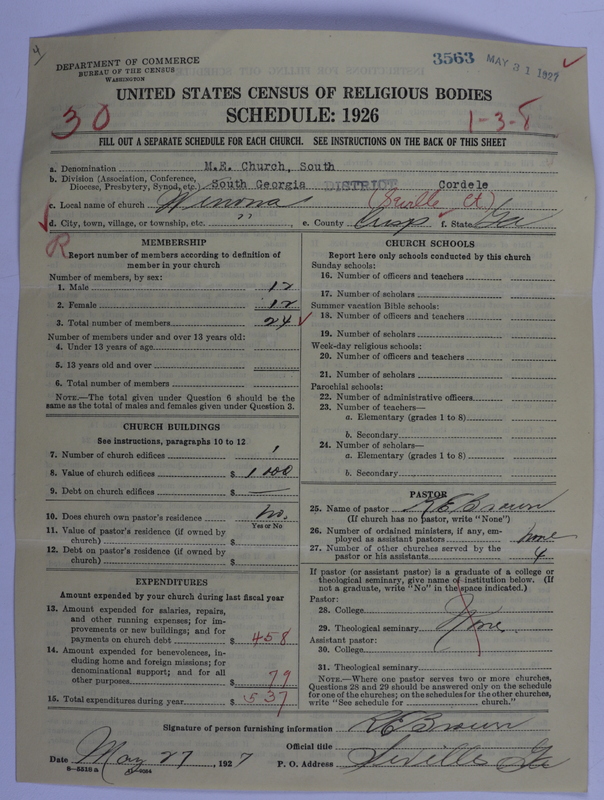 4
DEPARTMENT OF COMMERCE
BUREAU OF THE CENSUS
WASHINGTON
3563 MAY 31 1927
UNITED STATES CENSUS OF RELIGIOUS BODIES
30 SCHEDULE: 1926 1-3-8
FILL OUT A SEPARATE SCHEDULE FOR EACH CHURCH. SEE INSTRUCTIONS ON THE BACK OF THIS SHEET
a. Denomination M.E. Church, South
b. Division (Association, Conference, Diocese, Presbytery, Synod, etc.) South Georgia DISTRICT Cordele
c. Local name of church Winona (Seville Ct)
d. City, town, village, or township, etc. " e. County Crisp f. State Ga
R
MEMBERSHIP
Report number of members according to definition of
member in your church
Number of members, by sex:
1. Male 12
2. Female 12
3. Total number of members 24
Number of members under and over 13 years old:
4. Under 13 years of age
5. 13 years old and over
6. Total number of members
NOTE.—The total given under Question 6 should be the
same as the total of males and females given under Question 3.
CHURCH BUILDINGS
See instructions, paragraphs 10 to 12
7. Number of church edifices 1
8. Value of church edifices $ 1000
9. Debt on church edifices $ —
10. Does church own pastor's residence No.
Yes or No
11. Value of pastor's residence (if owned by
church) $
12. Debt on pastor's residence (if owned by
church) $
EXPENDITURES
Amount expended by your church during last fiscal year
13. Amount expended for salaries, repairs,
and other running expenses; for im-
provements or new buildings; and for
payments on church debt $ 458
14. Amount expended for benevolences, in-
cluding home and foreign missions; for
denominational support; and for all
other purposes $ 79
15. Total expenditures during year $ 537
CHURCH SCHOOLS
Report here only schools conducted by this church
Sunday schools:
16. Number of officers and teachers
17. Number of scholars
Summer vacation Bible schools:
18. Number of officers and teachers
19. Number of scholars
Week-day religious schools:
20. Number of officers and teachers
21. Number of scholars
Parochial schools:
22. Number of administrative officers
23. Number of teachers—
a. Elementary (grades 1 to 8)
b. Secondary
24. Number of scholars—
a. Elementary (grades 1 to 8)
b. Secondary $
PASTOR
25. Name of pastor R E Brown
(If church has no pastor, write "None")
26. Number of ordained ministers, if any, em-
ployed as assistant pastors none
27. Number of other churches served by the
pastor or his assistants 4
If pastor (or assistant pastor) is a graduate of a college or
theological seminary, give name of institution below. (If
not a graduate, write "No" in the space indicated.)
Pastor:
28. College
29. Theological seminary None.
Assistant pastor:
30. College
31. Theological seminary
NOTE.—Where one pastor serves two or more churches,
Questions 28 and 29 should be answered only on the schedule
for one of the churches; on the schedules for the other churches,
write "See schedule for church."
Signature of person furnishing information R E Brown
Official title
Date May 27, 1927 P. O. Address Seville Ga
8—5518 a